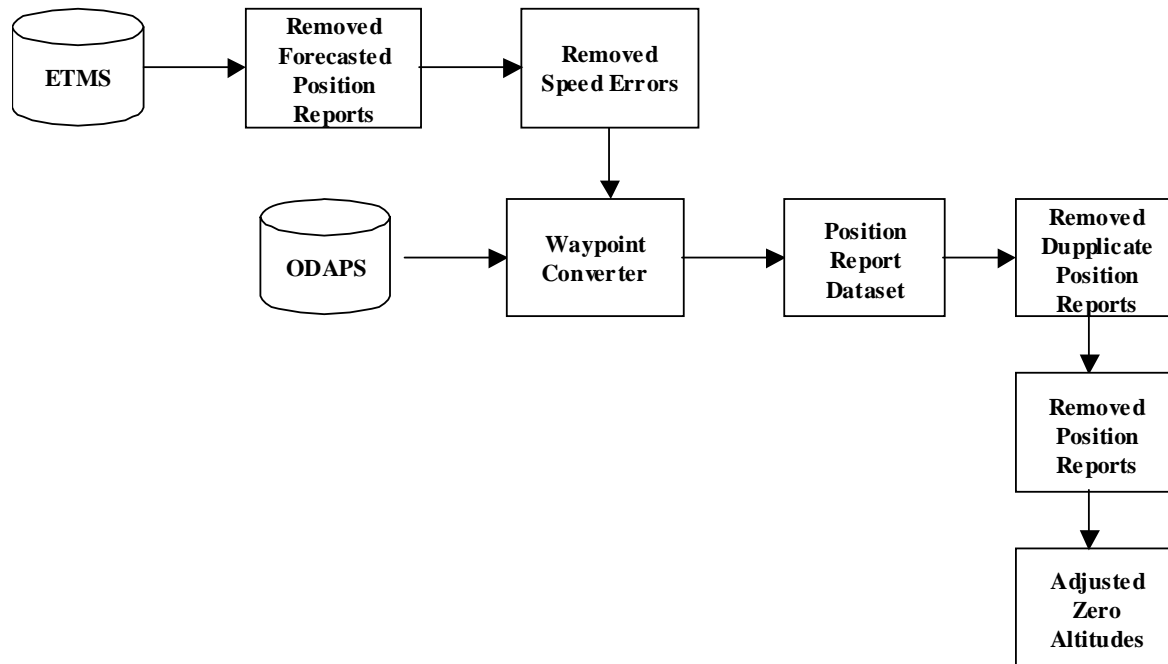 ETMS
Removed
Forecasted
Position
Reports
Removed
Speed Errors
ODAPS
Waypoint
Converter
Position
Report
Dataset
Removed
Dupplicate
Position
Reports
Removed
Position
Reports
Adjusted
Zero
Altitudes